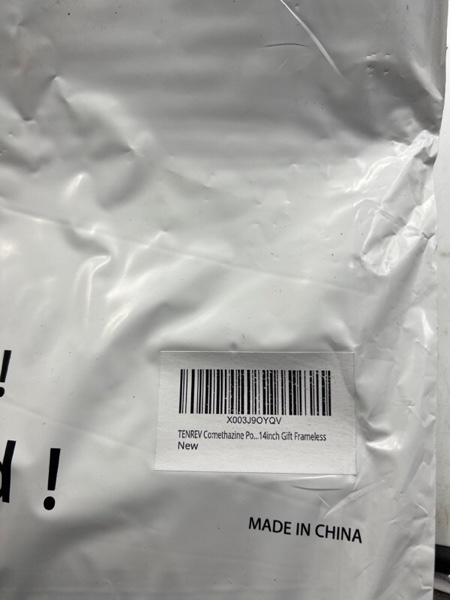 !
d !
X003J9OYQV
TENREV Comethazine Po...14inch Gift Frameless
New
MADE IN CHINA